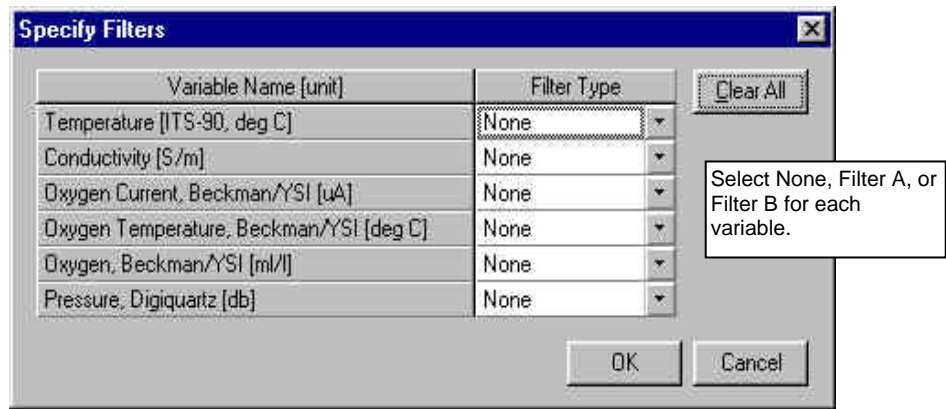 Specify Filters
Variable Name [unit] Filter Type Clear All
Temperature [ITS-90, deg C] None
Conductivity [S/m] None
Oxygen Current, Beckman/YSI [uA] None
Oxygen Temperature, Beckman/YSI [deg C] None
Oxygen, Beckman/YSI [ml/l] None
Pressure, Digiquartz [db] None
Select None, Filter A, or
Filter B for each
variable.
OK Cancel